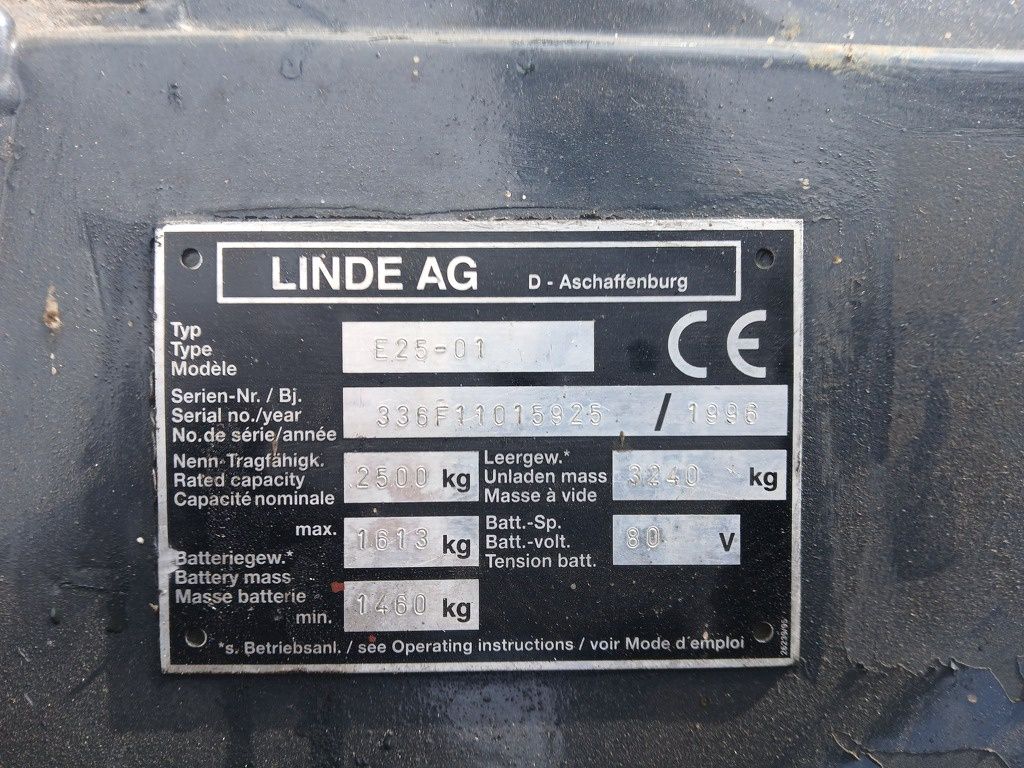 LINDE AG D - Aschaffenburg
Typ
Type E25-01 CE
Modèle
Serien-Nr. / Bj.
Serial no./year 336F11015925 / 1996
No.de série/année
Nenn-Tragfähigk. Leergew.*
Rated capacity 2500 kg Unladen mass 3240 kg
Capacité nominale Masse à vide
max. 1613 kg Batt.-Sp.
Batt.-volt. 80 V
Tension batt.
Batteriegew.*
Battery mass
Masse batterie
min. 1460 kg
*s. Betriebsanl. / see Operating instructions / voir Mode d´emploi
26239/95